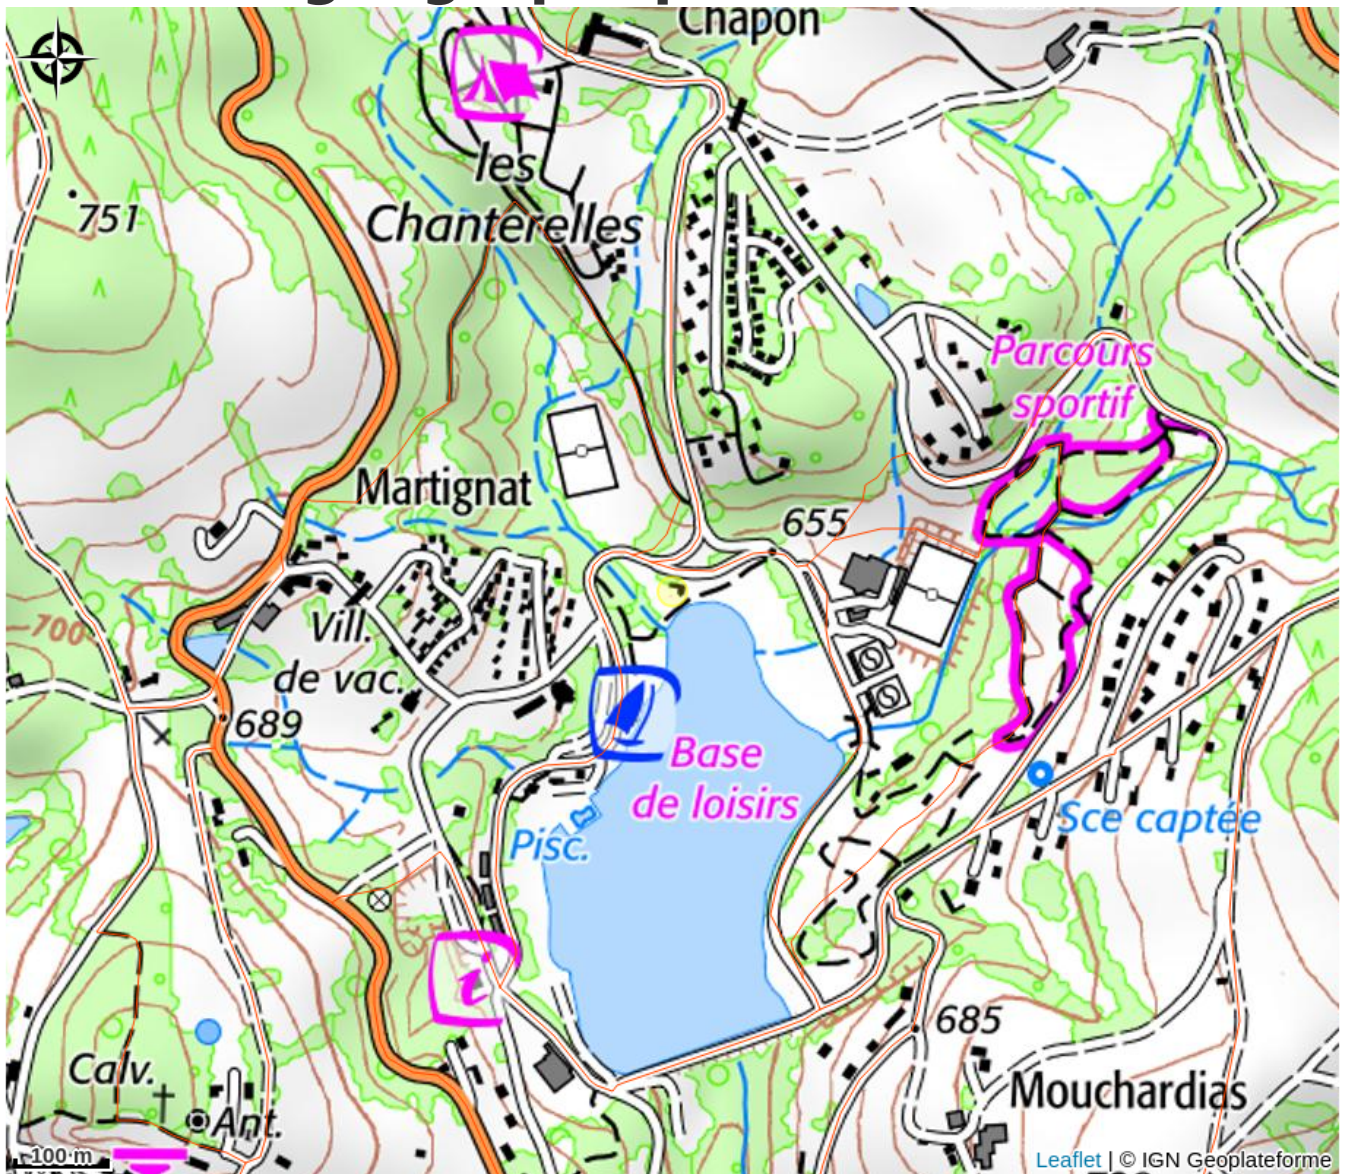 Chapon
les
Chanterelles
751
Parcours
sportif
Martignat
655
700
Vill.
de vac.
689
Base
de loisirs
Pisc.
Sce captée
i
685
Calv.
Mouchardias
Ant.
100 m
Leaflet | © IGN Geoplateforme